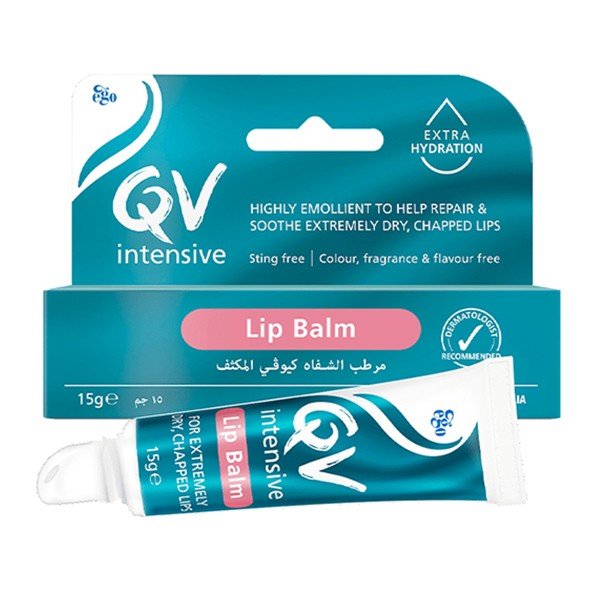 ego
QV
intensive
EXTRA
HYDRATION
HIGHLY EMOLLIENT TO HELP REPAIR &
SOOTHE EXTREMELY DRY, CHAPPED LIPS
Sting free | Colour, fragrance & flavour free
Lip Balm
مرطب الشفاه كيوڤي المكثف
DERMATOLOGIST
RECOMMENDED
15g℮ ١٥ جم
ego
QV
intensive
Lip Balm
FOR EXTREMELY
DRY CHAPPED LIPS
15g℮